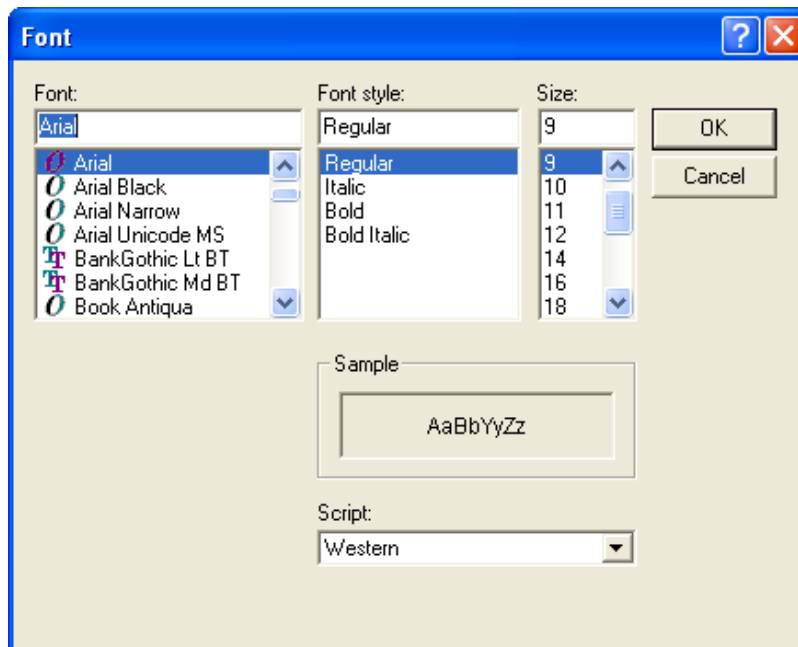 Font
Font:
Arial
Arial
Arial Black
Arial Narrow
Arial Unicode MS
BankGothic Lt BT
BankGothic Md BT
Book Antiqua
Font style:
Regular
Regular
Italic
Bold
Bold Italic
Size:
9
9
10
11
12
14
16
18
OK
Cancel
Sample
AaBbYyZz
Script:
Western